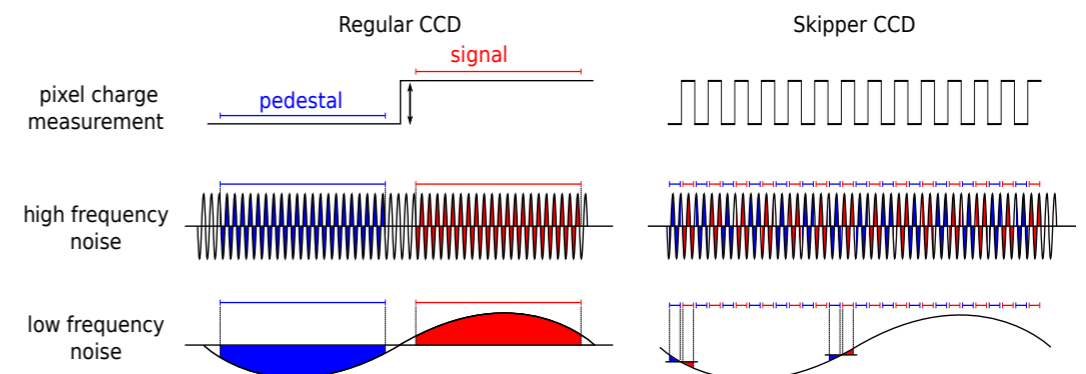 Regular CCD
Skipper CCD
signal
pedestal
pixel charge
measurement
high frequency
noise
low frequency
noise